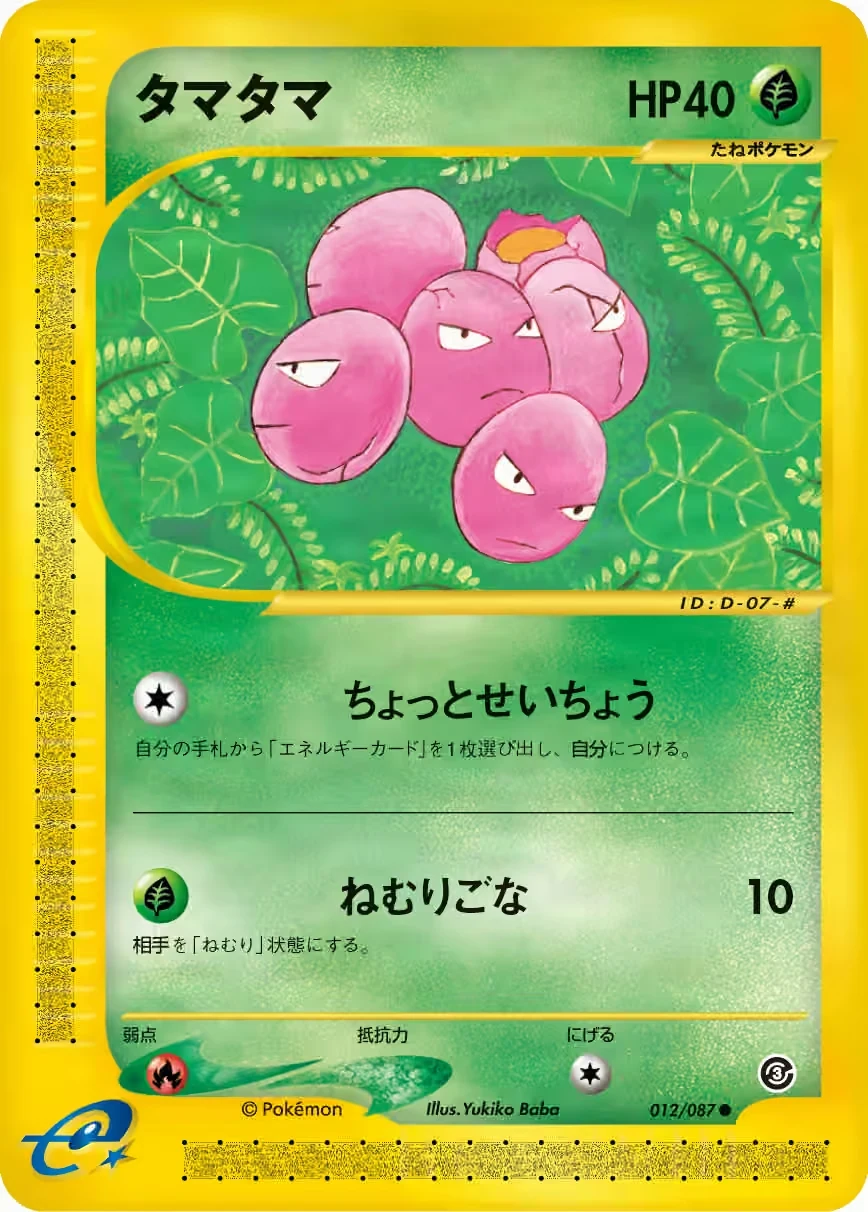 タマタマ
HP40
たねポケモン
ID:D-07-#
ちょっとせいちょう
自分の手札から「エネルギーカード」を1枚選び出し、自分につける。
ねむりごな 10
相手を「ねむり」状態にする。
弱点 抵抗力 にげる
3
© Pokémon Illus.Yukiko Baba 012/087●
e